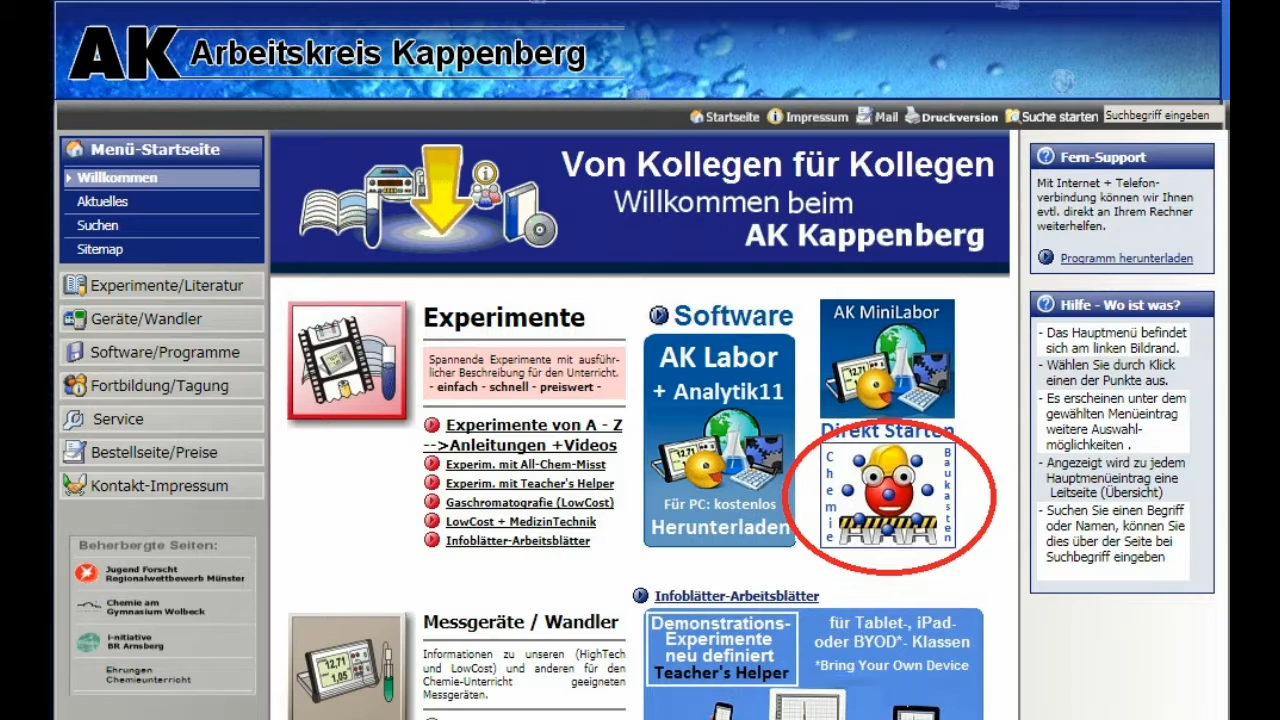 AK Arbeitskreis Kappenberg
Startseite Impressum Mail Druckversion Suche starten Suchbegriff eingeben
Menü-Startseite
Willkommen
Aktuelles
Suchen
Sitemap
Experimente/Literatur
Geräte/Wandler
Software/Programme
Fortbildung/Tagung
Service
Bestellseite/Preise
Kontakt-Impressum
Beherbergte Seiten:
Jugend Forscht
Regionalwettbewerb Münster
Chemie am
Gymnasium Wolbeck
i-nitiative
BR Arnsberg
Ehrungen
Chemieunterricht
Von Kollegen für Kollegen
Willkommen beim
AK Kappenberg
Experimente
Spannende Experimente mit ausführ-
licher Beschreibung für den Unterricht.
- einfach - schnell - preiswert -
Experimente von A - Z
-->Anleitungen +Videos
Experim. mit All-Chem-Misst
Experim. mit Teacher's Helper
Gaschromatografie (LowCost)
LowCost + MedizinTechnik
Infoblätter-Arbeitsblätter
Messgeräte / Wandler
Informationen zu unseren (HighTech
und LowCost) und anderen für den
Chemie-Unterricht geeigneten
Messgeräten.
12,71
1,05
Software
AK Labor
+ Analytik11
12,71
Für PC: kostenlos
Herunterladen
AK MiniLabor
12,71
Direkt Starten
Chemie
Baukasten
Infoblätter-Arbeitsblätter
Demonstrations-
Experimente
neu definiert
Teacher's Helper
für Tablet-, iPad-
oder BYOD*- Klassen
*Bring Your Own Device
Fern-Support
Mit Internet + Telefon-
verbindung können wir Ihnen
evtl. direkt an Ihrem Rechner
weiterhelfen.
Programm herunterladen
Hilfe - Wo ist was?
- Das Hauptmenü befindet
sich am linken Bildrand.
- Wählen Sie durch Klick
einen der Punkte aus.
- Es erscheinen unter dem
gewählten Menüeintrag
weitere Auswahl-
möglichkeiten .
- Angezeigt wird zu jedem
Hauptmenüeintrag eine
Leitseite (Übersicht)
- Suchen Sie einen Begriff
oder Namen, können Sie
dies über der Seite bei
Suchbegriff eingeben